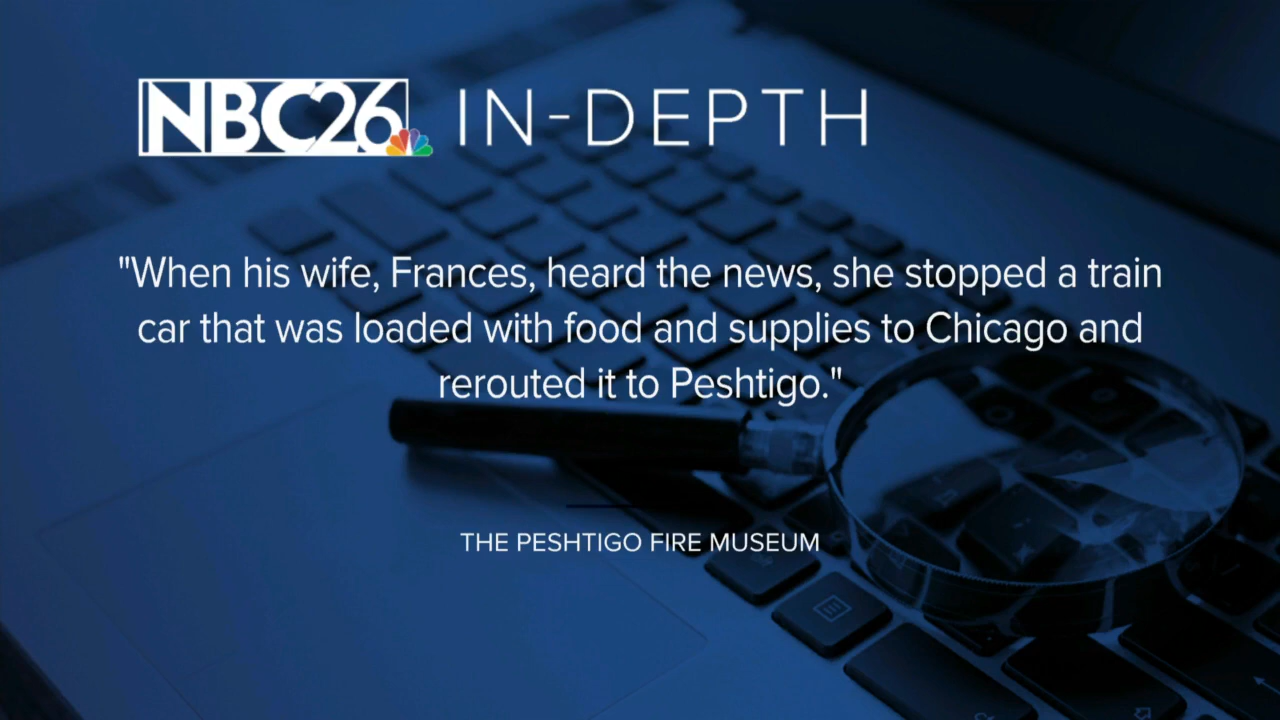 NBC26 IN-DEPTH
"When his wife, Frances, heard the news, she stopped a train
car that was loaded with food and supplies to Chicago and
rerouted it to Peshtigo."
THE PESHTIGO FIRE MUSEUM